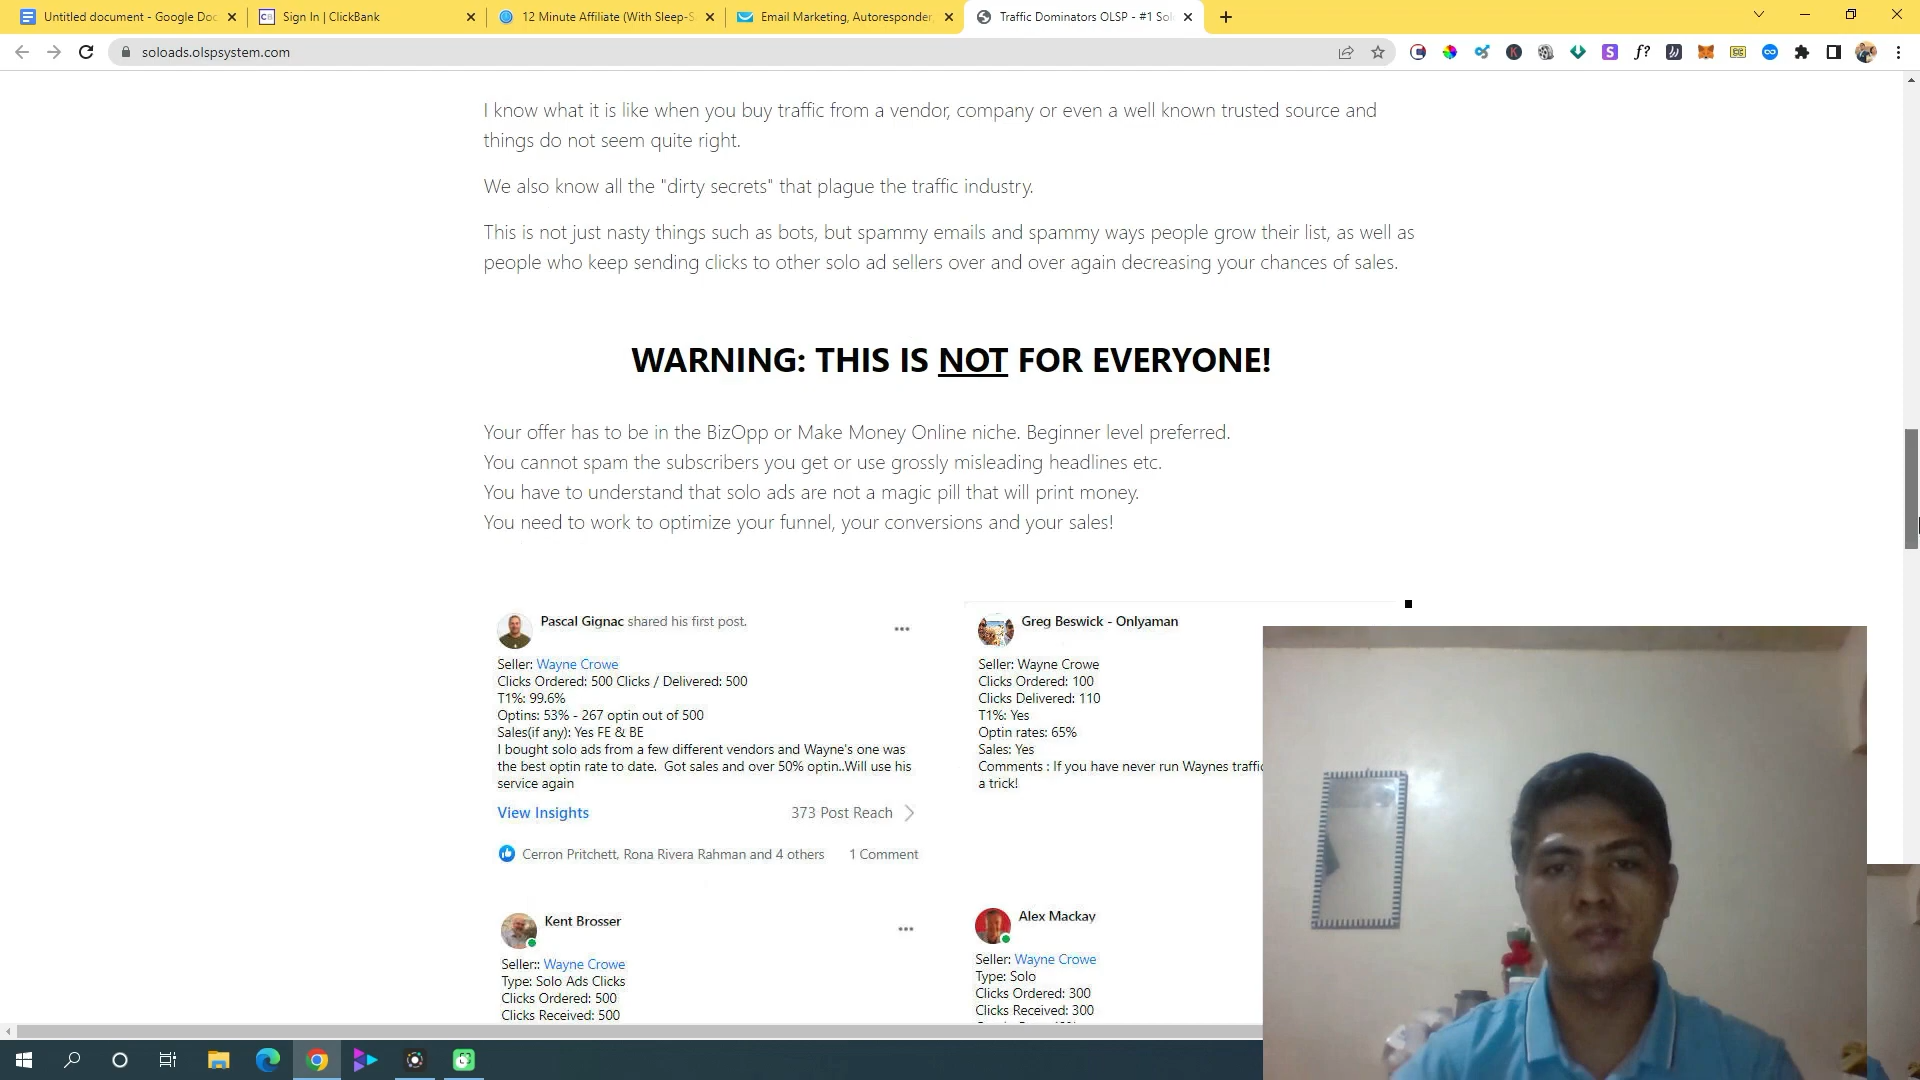 Untitled document - Google Doc
Sign In | ClickBank
12 Minute Affiliate (With Sleep-S
Email Marketing, Autoresponder,
Traffic Dominators OLSP - #1 Sol
soloads.olspsystem.com
I know what it is like when you buy traffic from a vendor, company or even a well known trusted source and
things do not seem quite right.
We also know all the "dirty secrets" that plague the traffic industry.
This is not just nasty things such as bots, but spammy emails and spammy ways people grow their list, as well as
people who keep sending clicks to other solo ad sellers over and over again decreasing your chances of sales.
WARNING: THIS IS NOT FOR EVERYONE!
Your offer has to be in the BizOpp or Make Money Online niche. Beginner level preferred.
You cannot spam the subscribers you get or use grossly misleading headlines etc.
You have to understand that solo ads are not a magic pill that will print money.
You need to work to optimize your funnel, your conversions and your sales!
Pascal Gignac shared his first post.
Seller: Wayne Crowe
Clicks Ordered: 500 Clicks / Delivered: 500
T1%: 99.6%
Optins: 53% - 267 optin out of 500
Sales(if any): Yes FE & BE
I bought solo ads from a few different vendors and Wayne's one was
the best optin rate to date. Got sales and over 50% optin..Will use his
service again
View Insights
373 Post Reach
Cerron Pritchett, Rona Rivera Rahman and 4 others
1 Comment
Greg Beswick - Onlyaman
Seller: Wayne Crowe
Clicks Ordered: 100
Clicks Delivered: 110
T1%: Yes
Optin rates: 65%
Sales: Yes
Comments : If you have never run Waynes traffic
a trick!
Kent Brosser
Seller:: Wayne Crowe
Type: Solo Ads Clicks
Clicks Ordered: 500
Clicks Received: 500
Alex Mackay
Seller: Wayne Crowe
Type: Solo
Clicks Ordered: 300
Clicks Received: 300